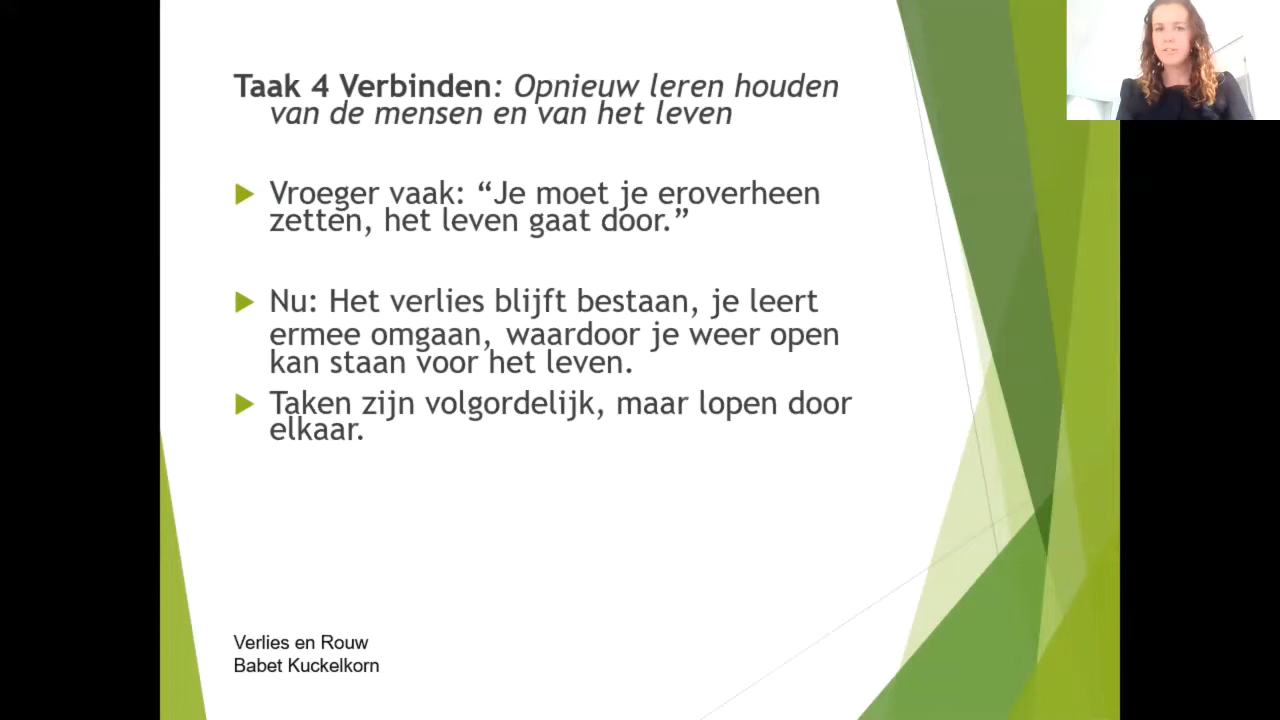 Taak 4 Verbinden: Opnieuw leren houden
van de mensen en van het leven
Vroeger vaak: “Je moet je eroverheen
zetten, het leven gaat door.”
Nu: Het verlies blijft bestaan, je leert
ermee omgaan, waardoor je weer open
kan staan voor het leven.
Taken zijn volgordelijk, maar lopen door
elkaar.
Verlies en Rouw
Babet Kuckelkorn